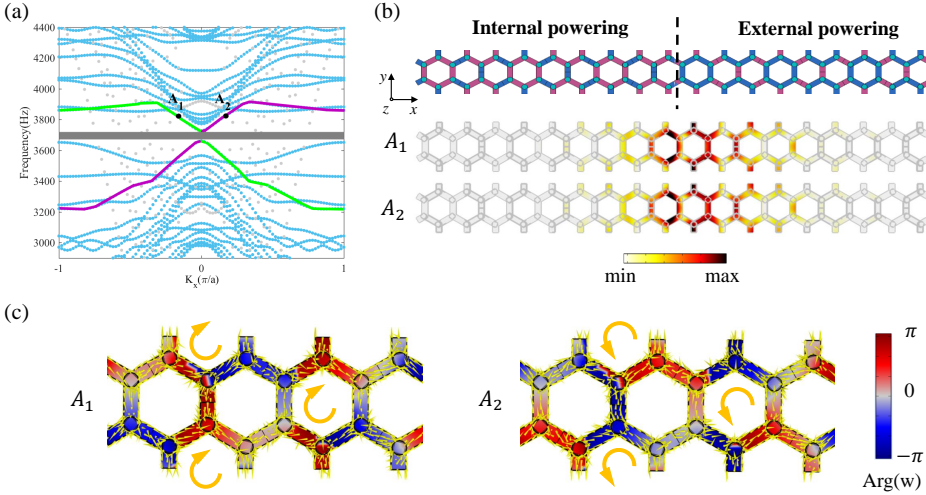 (a)
4400
4200
4000
3800
3600
3400
3200
3000
Frequency(Hz)
A1
A2
-1
0
1
Kx(π/a)
(b)
Internal powering
External powering
y
z
x
A1
A2
min
max
(c)
A1
A2
π
0
−π
Arg(w)